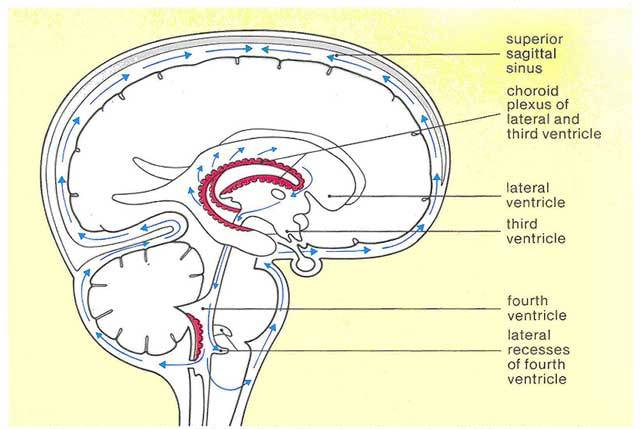 superior
sagittal
sinus
choroid
plexus of
lateral and
third ventricle
lateral
ventricle
third
ventricle
fourth
ventricle
lateral
recesses
of fourth
ventricle